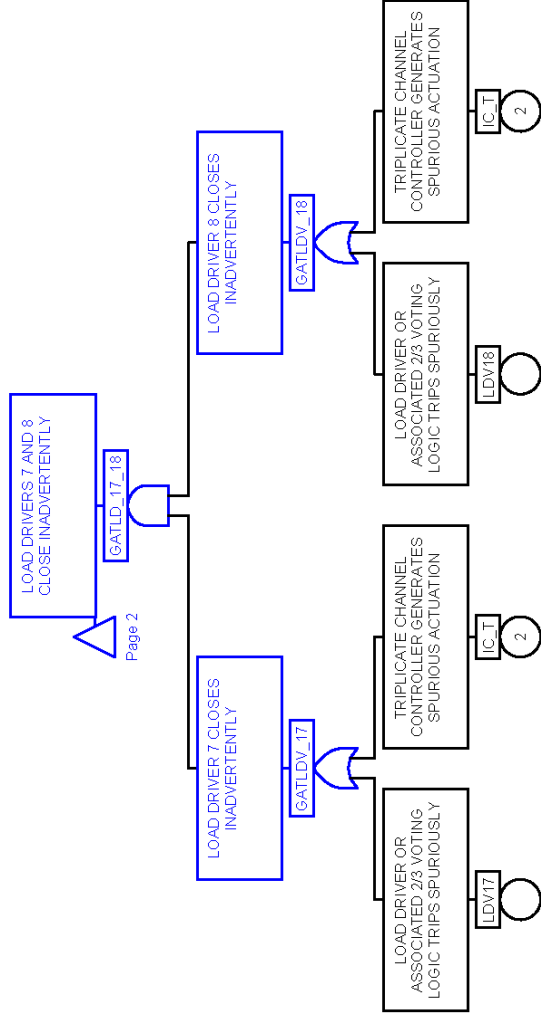 LOAD DRIVERS 7 AND 8
CLOSE INADVERTENTLY
GATLD_17_18
Page 2
LOAD DRIVER 7 CLOSES
INADVERTENTLY
GATLDV_17
LOAD DRIVER 8 CLOSES
INADVERTENTLY
GATLDV_18
LOAD DRIVER OR
ASSOCIATED 2/3 VOTING
LOGIC TRIPS SPURIOUSLY
LDV17
TRIPLICATE CHANNEL
CONTROLLER GENERATES
SPURIOUS ACTUATION
IC_T
2
LOAD DRIVER OR
ASSOCIATED 2/3 VOTING
LOGIC TRIPS SPURIOUSLY
LDV18
TRIPLICATE CHANNEL
CONTROLLER GENERATES
SPURIOUS ACTUATION
IC_T
2